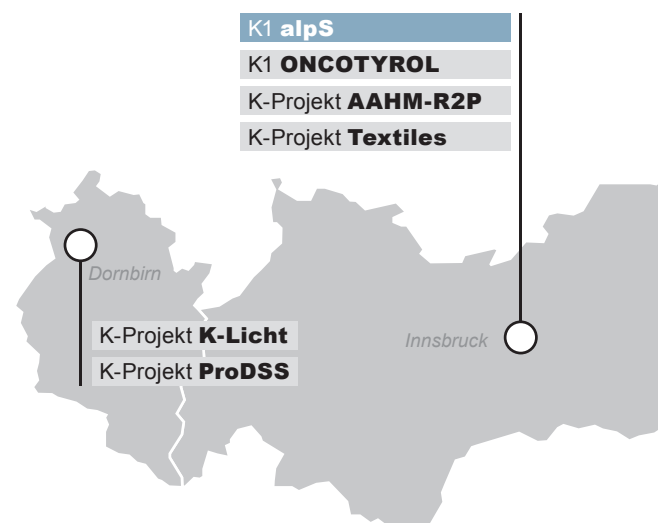 K1 alpS
K1 ONCOTYROL
K-Projekt AAHM-R2P
K-Projekt Textiles
Dornbirn
K-Projekt K-Licht
Innsbruck
K-Projekt ProDSS